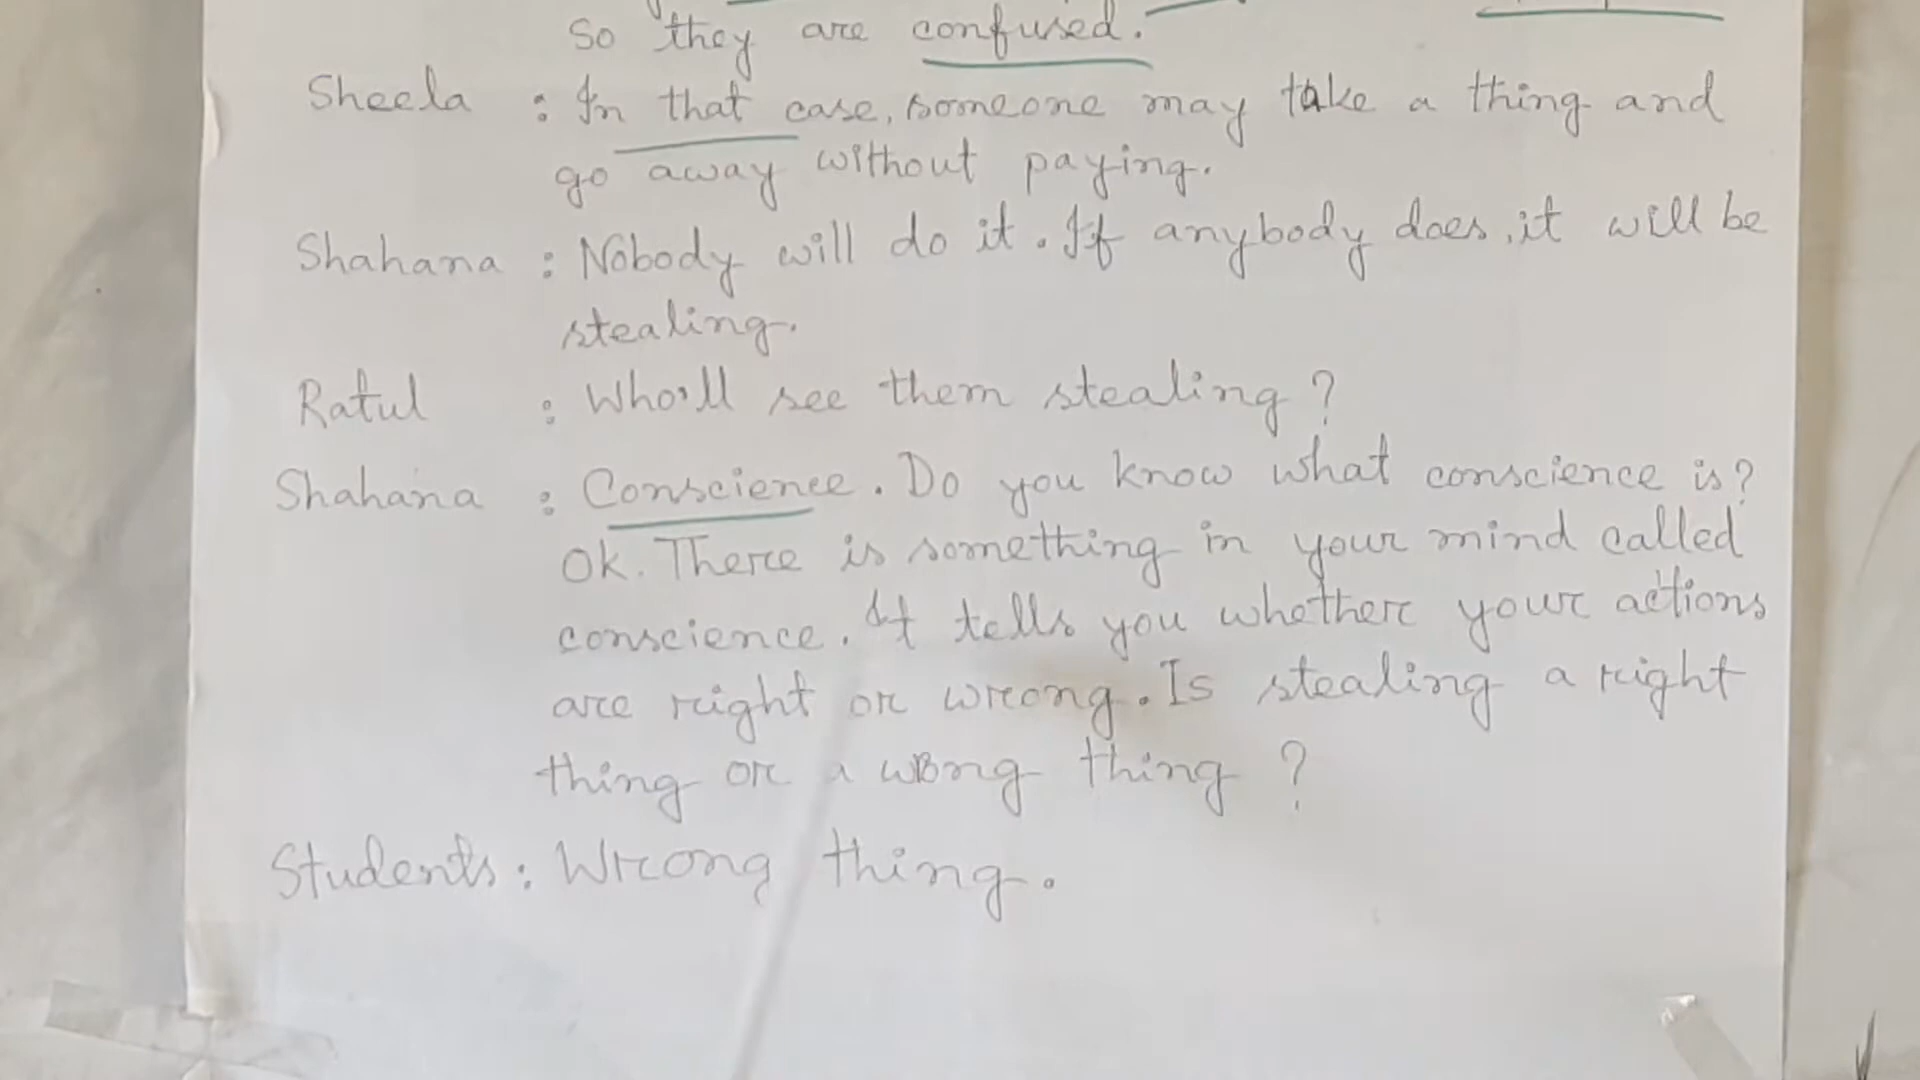 So they are confused.
Sheela : In that case, someone may take a thing and
go away without paying.
Shahana : Nobody will do it. If anybody does, it will be
stealing.
Ratul : Who'll see them stealing?
Shahana : Conscience. Do you know what conscience is?
Ok. There is something in your mind called
conscience. It tells you whether your actions
are right or wrong. Is stealing a right
thing or a wrong thing ?
Students : Wrong thing.